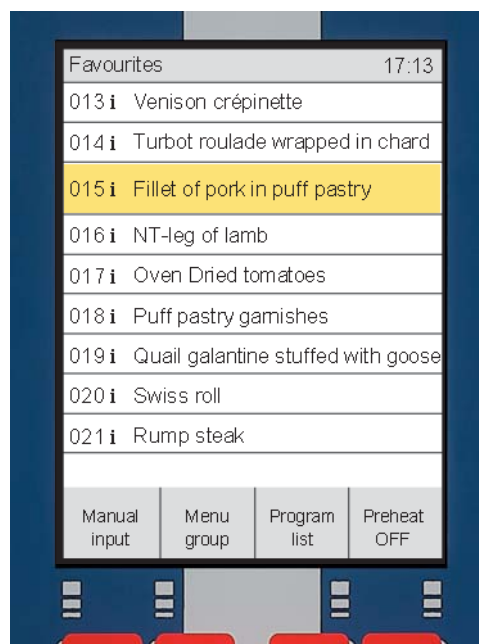 Favourites 17:13
013 i Venison crépinette
014 i Turbot roulade wrapped in chard
015 i Fillet of pork in puff pastry
016 i NT-leg of lamb
017 i Oven Dried tomatoes
018 i Puff pastry garnishes
019 i Quail galantine stuffed with goose
020 i Swiss roll
021 i Rump steak
Manual input
Menu group
Program list
Preheat OFF